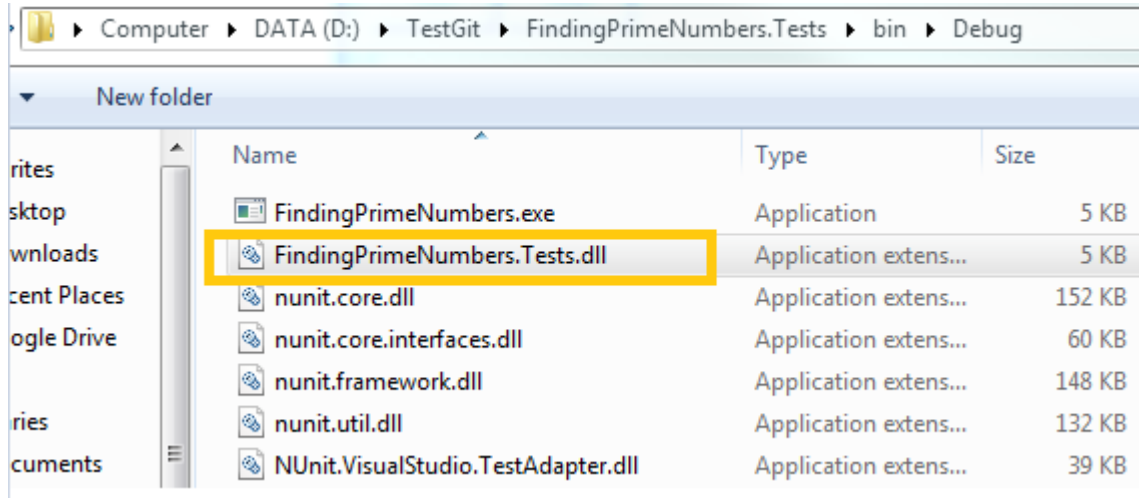 Computer DATA (D:) TestGit FindingPrimeNumbers.Tests bin Debug
New folder
Name Type Size
rites
sktop
wnloads
cent Places
ogle Drive
ries
cuments
FindingPrimeNumbers.exe Application 5 KB
FindingPrimeNumbers.Tests.dll Application extens... 5 KB
nunit.core.dll Application extens... 152 KB
nunit.core.interfaces.dll Application extens... 60 KB
nunit.framework.dll Application extens... 148 KB
nunit.util.dll Application extens... 132 KB
NUnit.VisualStudio.TestAdapter.dll Application extens... 39 KB